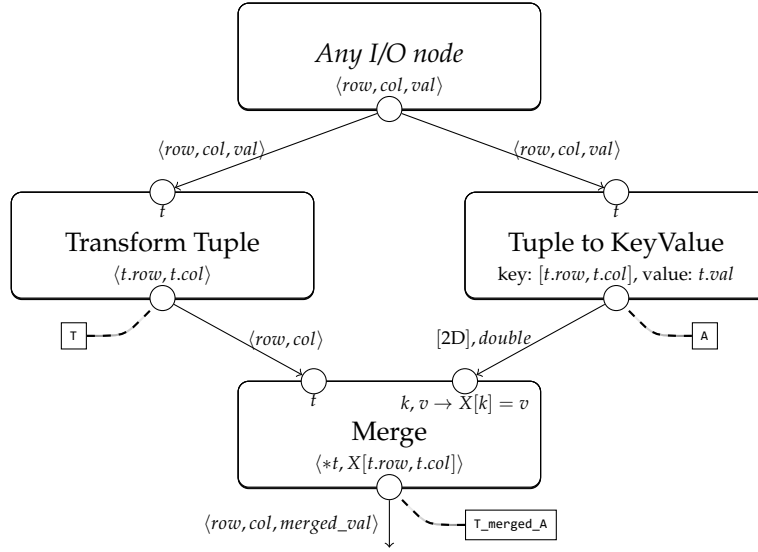 Any I/O node
⟨row, col, val⟩
⟨row, col, val⟩
⟨row, col, val⟩
t
t
Transform Tuple
Tuple to KeyValue
⟨t.row, t.col⟩
key: [t.row, t.col], value: t.val
T
⟨row, col⟩
[2D], double
A
t
k, v → X[k] = v
Merge
⟨*t, X[t.row, t.col]⟩
⟨row, col, merged_val⟩
T_merged_A